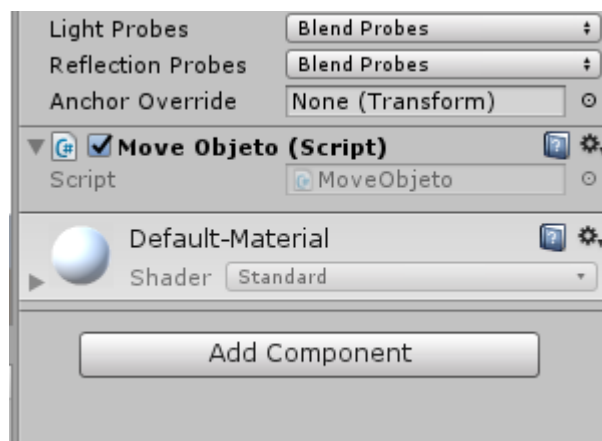 Light Probes Blend Probes
Reflection Probes Blend Probes
Anchor Override None (Transform)
Move Objeto (Script)
Script MoveObjeto
Default-Material
Shader Standard
Add Component